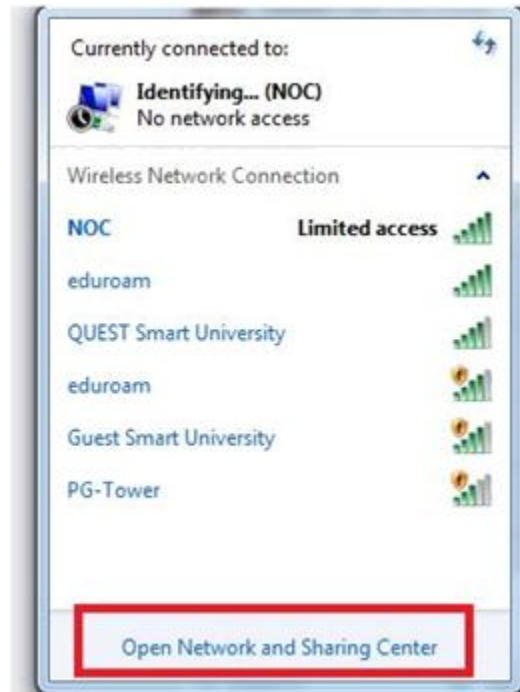 Currently connected to:
Identifying... (NOC)
No network access
Wireless Network Connection
NOC Limited access
eduroam
QUEST Smart University
eduroam
Guest Smart University
PG-Tower
Open Network and Sharing Center